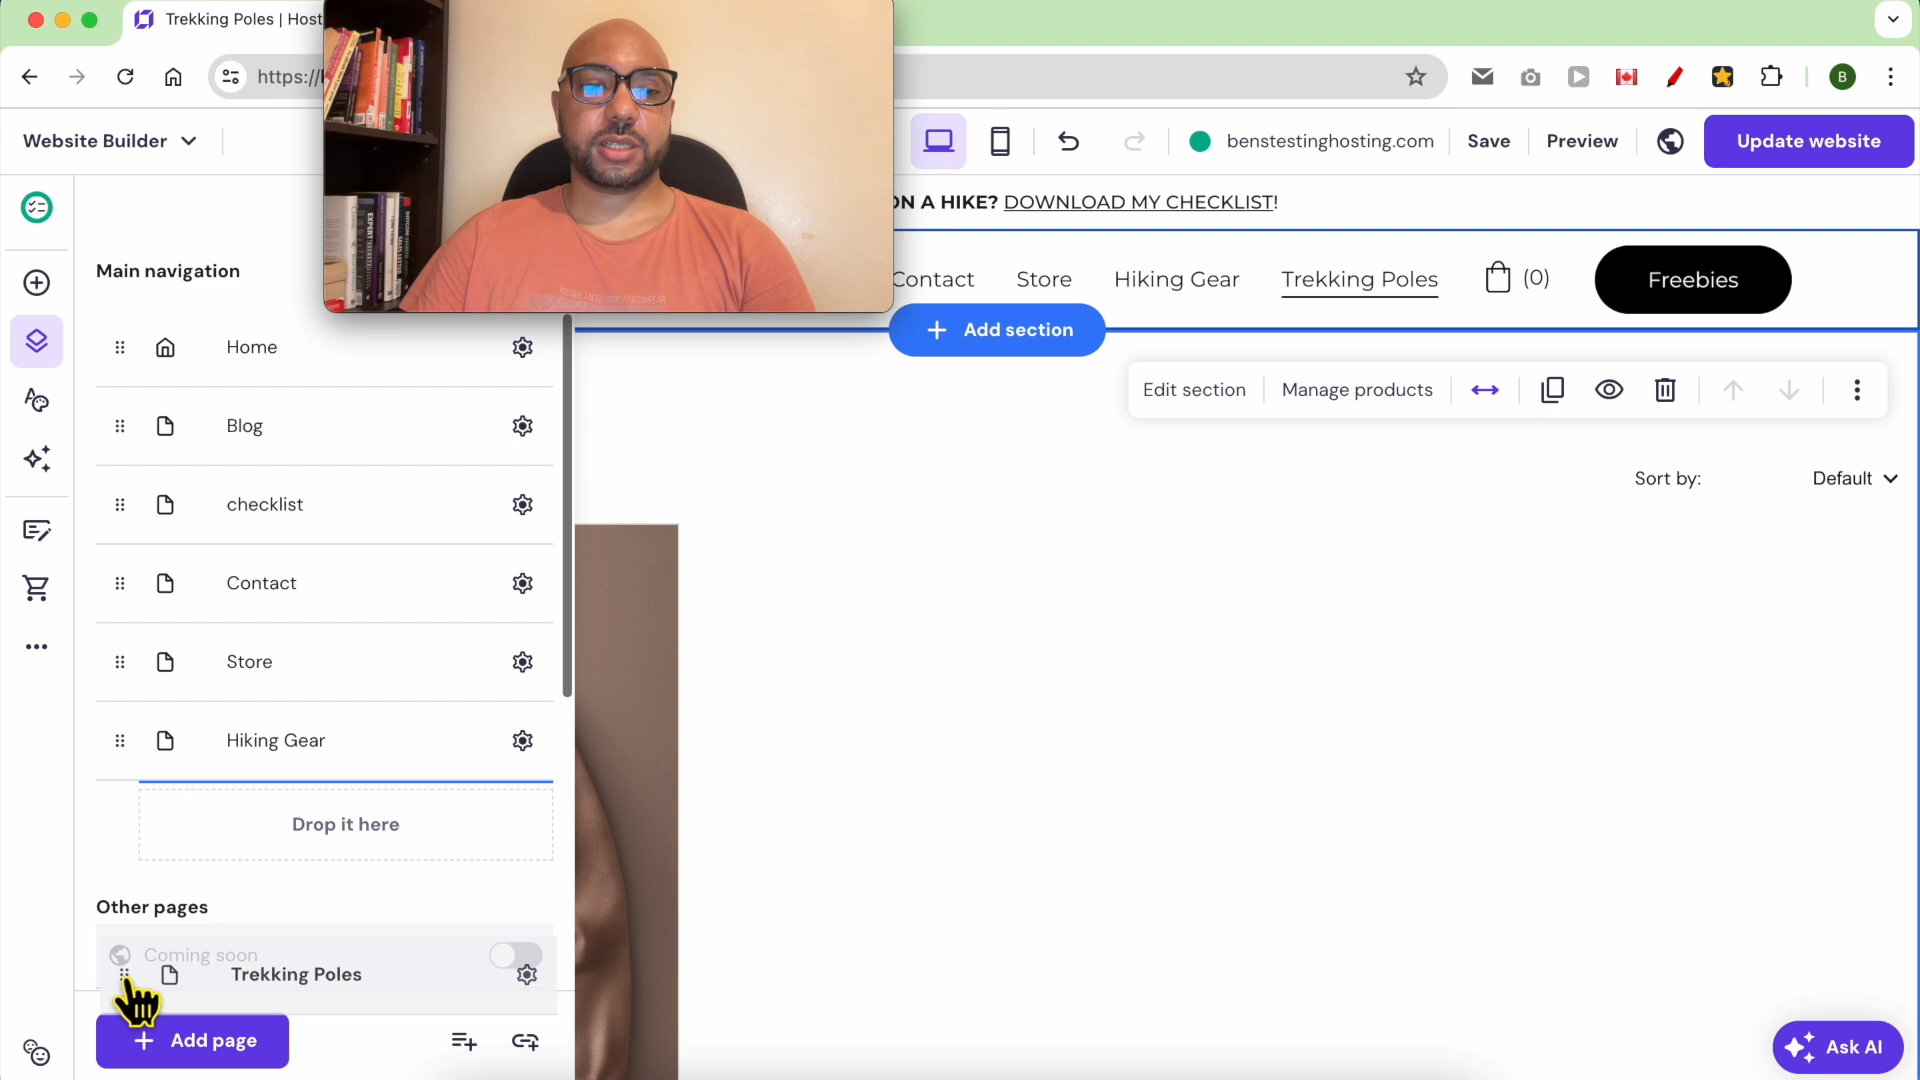 Trekking Poles | Host
https://
B
Website Builder
benstestinghosting.com
Save
Preview
Update website
ON A HIKE? DOWNLOAD MY CHECKLIST!
Main navigation
Contact
Store
Hiking Gear
Trekking Poles
(0)
Freebies
+ Add section
Home
Edit section
Manage products
Blog
Sort by:
Default
checklist
Contact
Store
Hiking Gear
Drop it here
Other pages
Coming soon
Trekking Poles
+ Add page
Ask AI